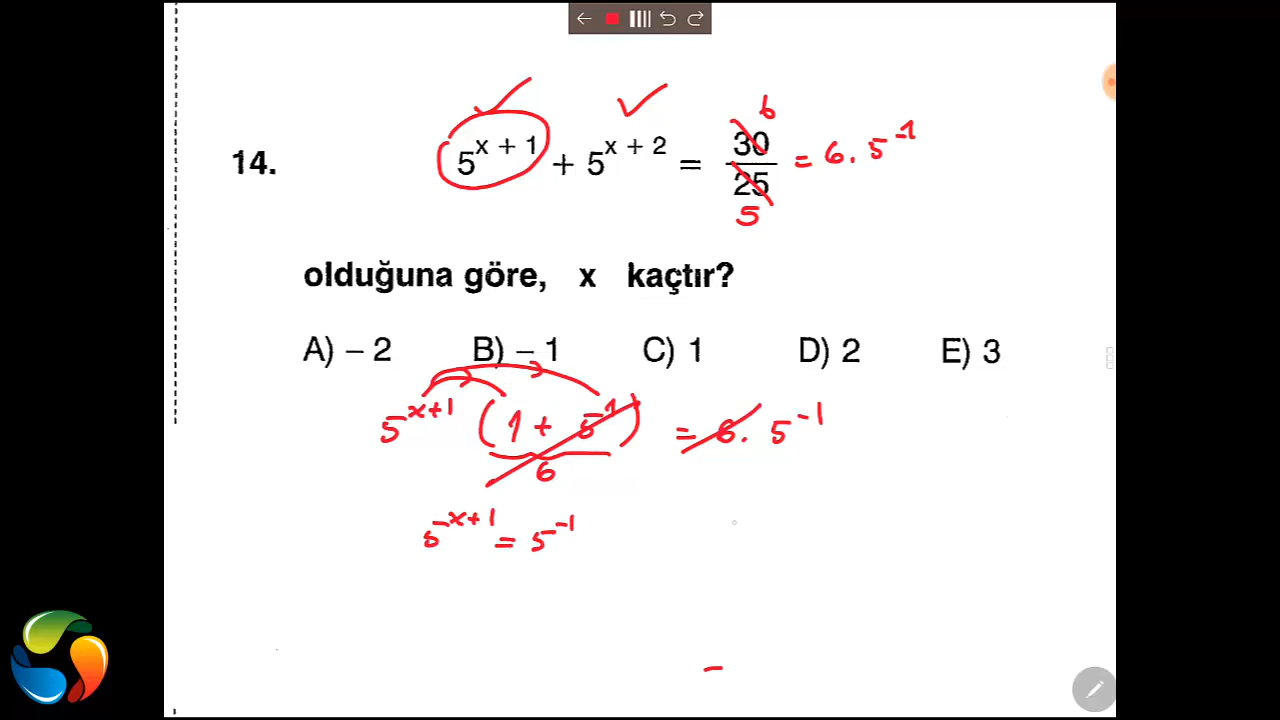 14. 5^{x + 1} + 5^{x + 2} = 30/25 = 6 . 5^{-1}
6
5
olduğuna göre, x kaçtır?
A) – 2 B) – 1 C) 1 D) 2 E) 3
5^{x+1} (1 + 5^1) = 6 . 5^{-1}
6
5^{x+1} = 5^{-1}